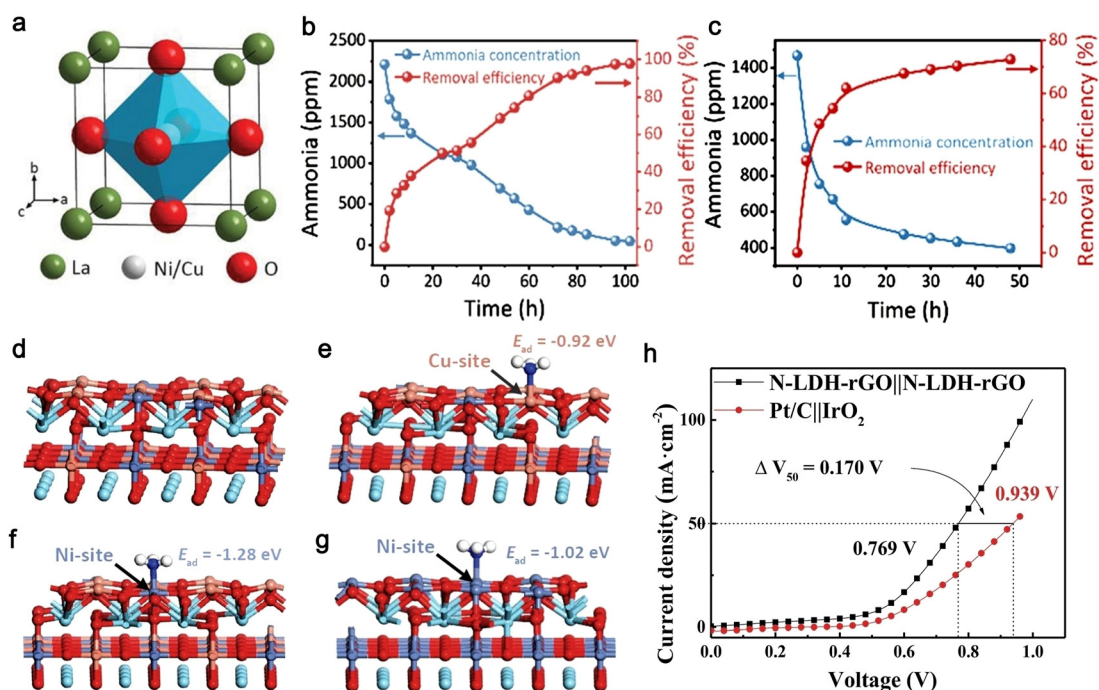 a
b
c
a
La
Ni/Cu
O
b
Ammonia (ppm)
2500
2000
1500
1000
500
0
Ammonia concentration
Removal efficiency
100
80
60
40
20
0
Removal efficiency (%)
0
20
40
60
80
100
Time (h)
c
Ammonia (ppm)
1400
1200
1000
800
600
400
Ammonia concentration
Removal efficiency
80
60
40
20
0
Removal efficiency (%)
0
10
20
30
40
50
Time (h)
d
e
E_ad = -0.92 eV
Cu-site
f
Ni-site
E_ad = -1.28 eV
g
Ni-site
E_ad = -1.02 eV
h
N-LDH-rGO||N-LDH-rGO
Pt/C||IrO₂
Δ V₅₀ = 0.170 V
0.939 V
0.769 V
Current density (mA·cm⁻²)
100
50
0
0.0
0.2
0.4
0.6
0.8
1.0
Voltage (V)